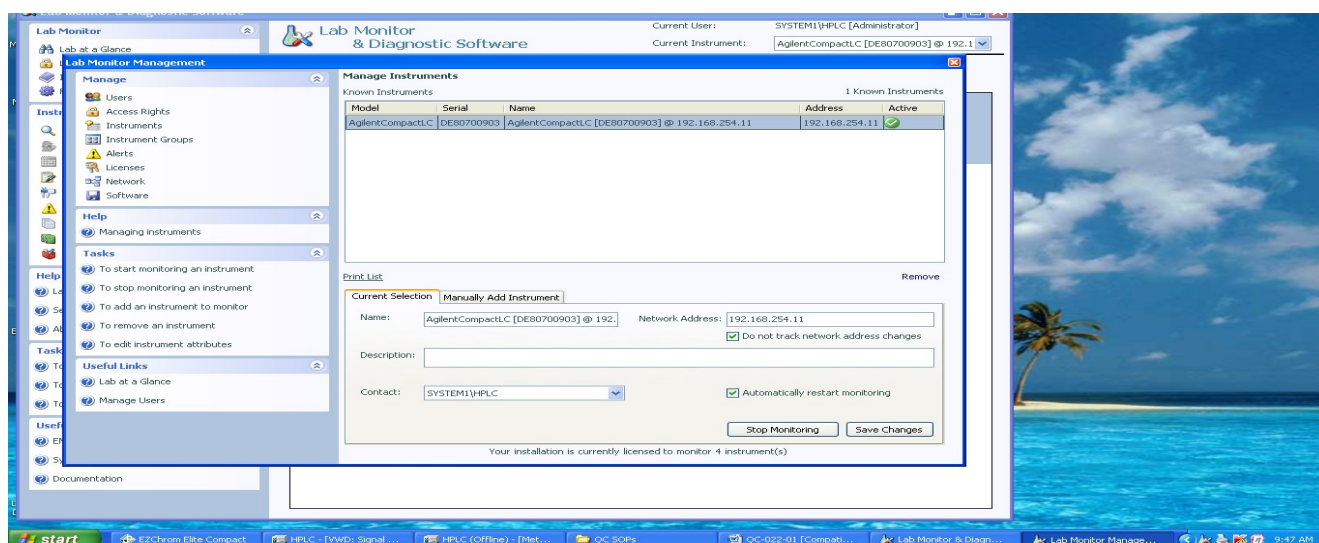 Lab Monitor & Diagnostic Software
Lab Monitor
Lab at a Glance
Instr
Help
Task
Usef
Documentation
Lab Monitor
& Diagnostic Software
Current User: SYSTEM1\HPLC [Administrator]
Current Instrument: AgilentCompactLC [DE80700903] @ 192.1
Lab Monitor Management
Manage
Users
Access Rights
Instruments
Instrument Groups
Alerts
Licenses
Network
Software
Help
Managing instruments
Tasks
To start monitoring an instrument
To stop monitoring an instrument
To add an instrument to monitor
To remove an instrument
To edit instrument attributes
Useful Links
Lab at a Glance
Manage Users
Manage Instruments
Known Instruments 1 Known Instruments
Model Serial Name Address Active
AgilentCompactLC DE80700903 AgilentCompactLC [DE80700903] @ 192.168.254.11 192.168.254.11
Print List Remove
Current Selection Manually Add Instrument
Name: AgilentCompactLC [DE80700903] @ 192. Network Address: 192.168.254.11
Do not track network address changes
Description:
Contact: SYSTEM1\HPLC Automatically restart monitoring
Stop Monitoring Save Changes
Your installation is currently licensed to monitor 4 instrument(s)
start EZChrom Elite Compact HPLC - [VWD: Signal ... HPLC (Offline) - [Met... QC SOPs QC-022-01 [Compati... Lab Monitor & Diagn... Lab Monitor Manage... 9:47 AM